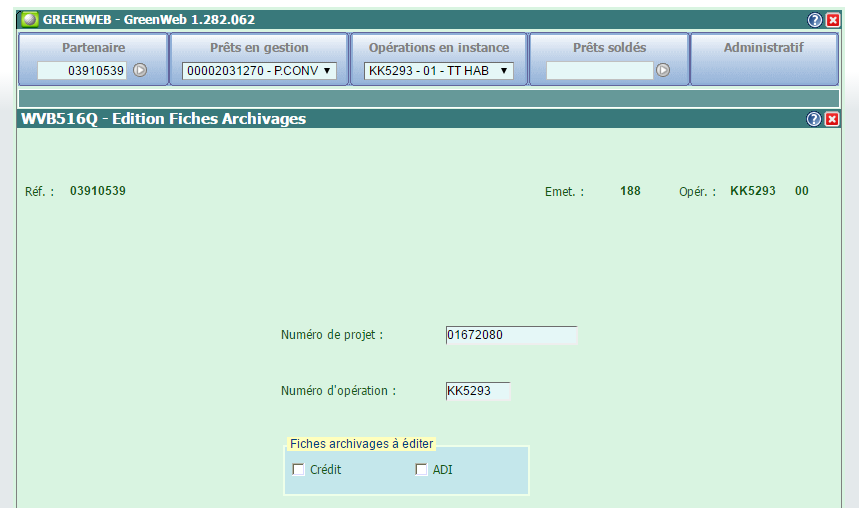 GREENWEB - GreenWeb 1.282.062
Partenaire Prêts en gestion Opérations en instance Prêts soldés Administratif
03910539 00002031270 - P.CONV KK5293 - 01 - TT HAB
WVB516Q - Edition Fiches Archivages
Réf. : 03910539 Emet. : 188 Opér. : KK5293 00
Numéro de projet : 01672080
Numéro d'opération : KK5293
Fiches archivages à éditer
Crédit ADI